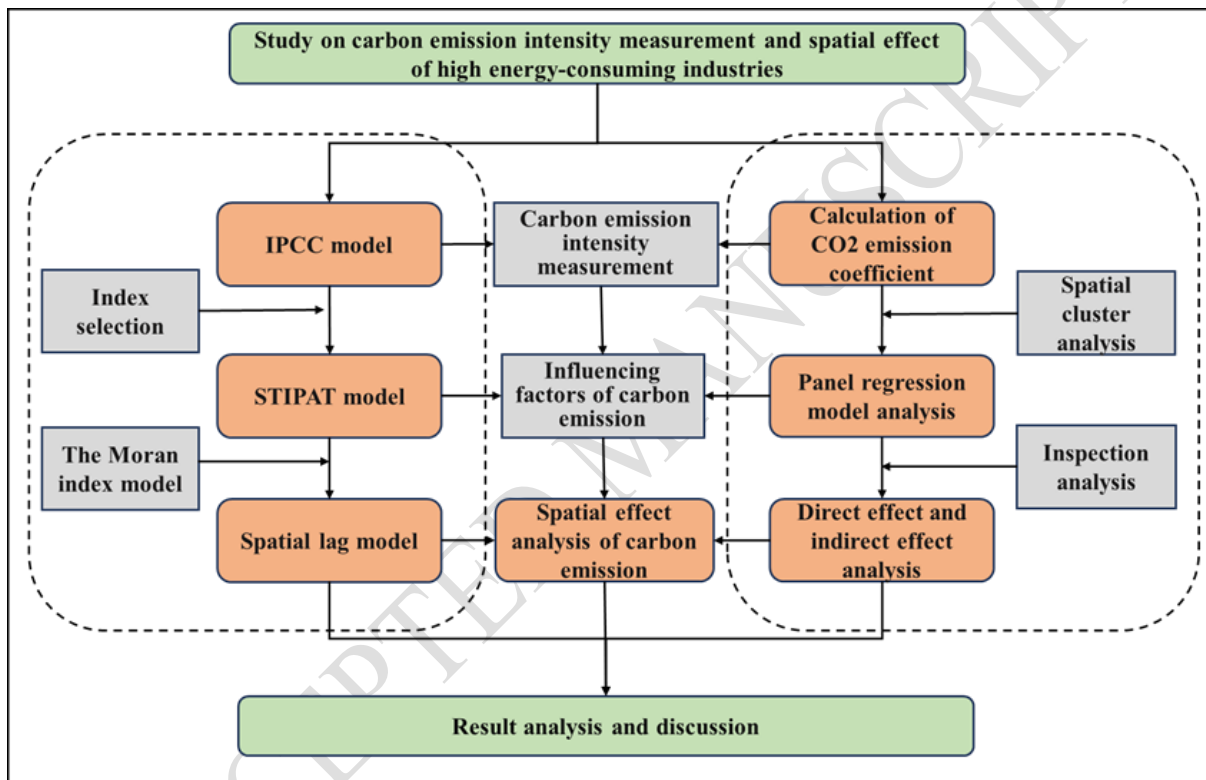 Study on carbon emission intensity measurement and spatial effect
of high energy-consuming industries
IPCC model
Carbon emission
intensity
measurement
Calculation of
CO2 emission
coefficient
Index
selection
Spatial
cluster
analysis
STIPAT model
Influencing
factors of carbon
emission
Panel regression
model analysis
The Moran
index model
Inspection
analysis
Spatial lag model
Spatial effect
analysis of carbon
emission
Direct effect and
indirect effect
analysis
Result analysis and discussion
CEPTED MANUSCRIPT